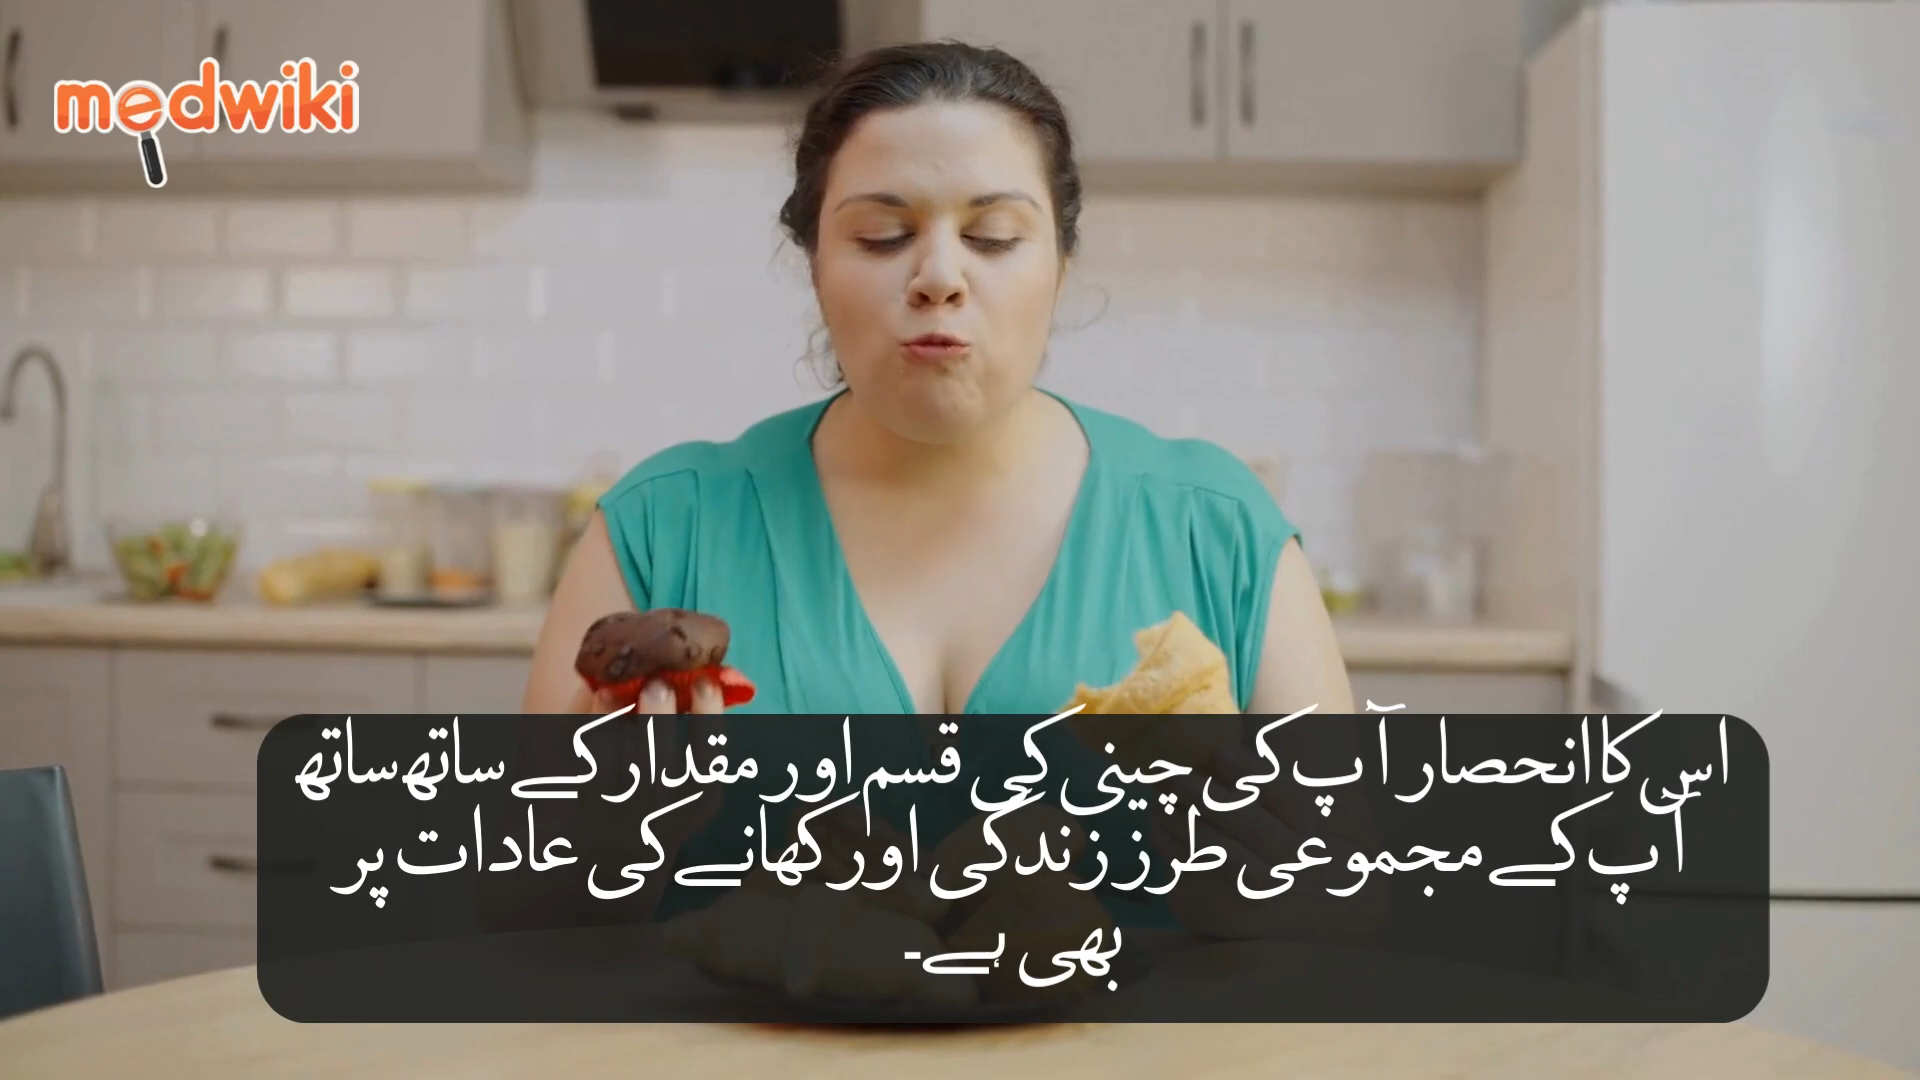 medwiki
اس کا انحصار آپ کی چینی کی قسم اور مقدار کے ساتھ ساتھ
آپ کے مجموعی طرز زندگی اور کھانے کی عادات پر
بھی ہے۔